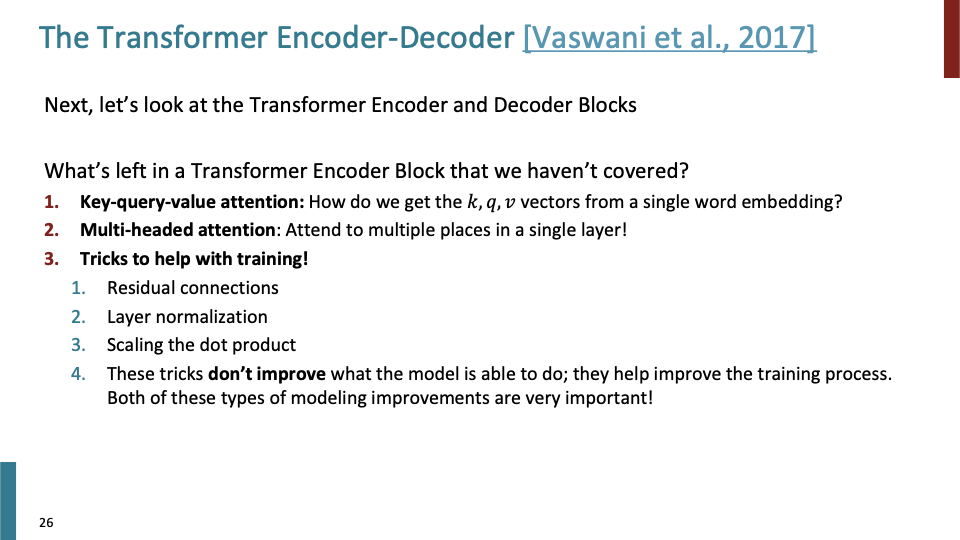 The Transformer Encoder-Decoder [Vaswani et al., 2017]
Next, let’s look at the Transformer Encoder and Decoder Blocks
What’s left in a Transformer Encoder Block that we haven’t covered?
1. Key-query-value attention: How do we get the k, q, v vectors from a single word embedding?
2. Multi-headed attention: Attend to multiple places in a single layer!
3. Tricks to help with training!
1. Residual connections
2. Layer normalization
3. Scaling the dot product
4. These tricks don’t improve what the model is able to do; they help improve the training process.
Both of these types of modeling improvements are very important!
26